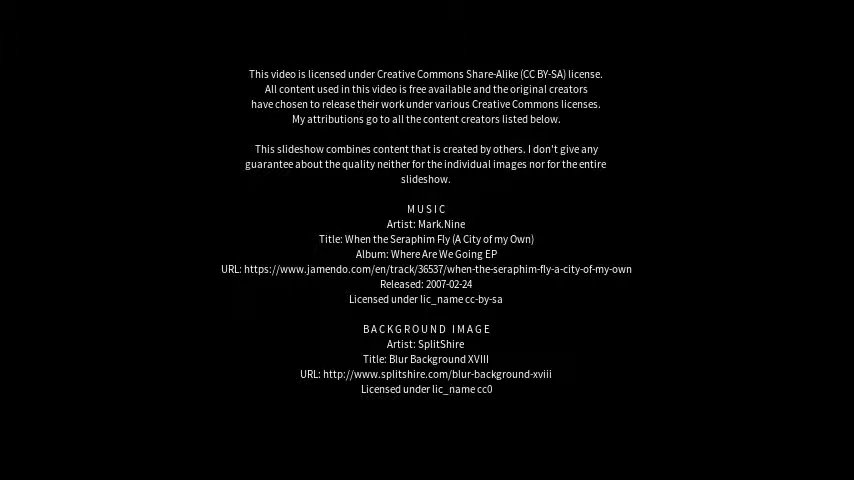 This video is licensed under Creative Commons Share-Alike (CC BY-SA) license.
All content used in this video is free available and the original creators
have chosen to release their work under various Creative Commons licenses.
My attributions go to all the content creators listed below.
This slideshow combines content that is created by others. I don't give any
guarantee about the quality neither for the individual images nor for the entire
slideshow.
MUSIC
Artist: Mark.Nine
Title: When the Seraphim Fly (A City of my Own)
Album: Where Are We Going EP
URL: https://www.jamendo.com/en/track/36537/when-the-seraphim-fly-a-city-of-my-own
Released: 2007-02-24
Licensed under lic_name cc-by-sa
BACKGROUND IMAGE
Artist: SplitShire
Title: Blur Background XVIII
URL: http://www.splitshire.com/blur-background-xviii
Licensed under lic_name cc0